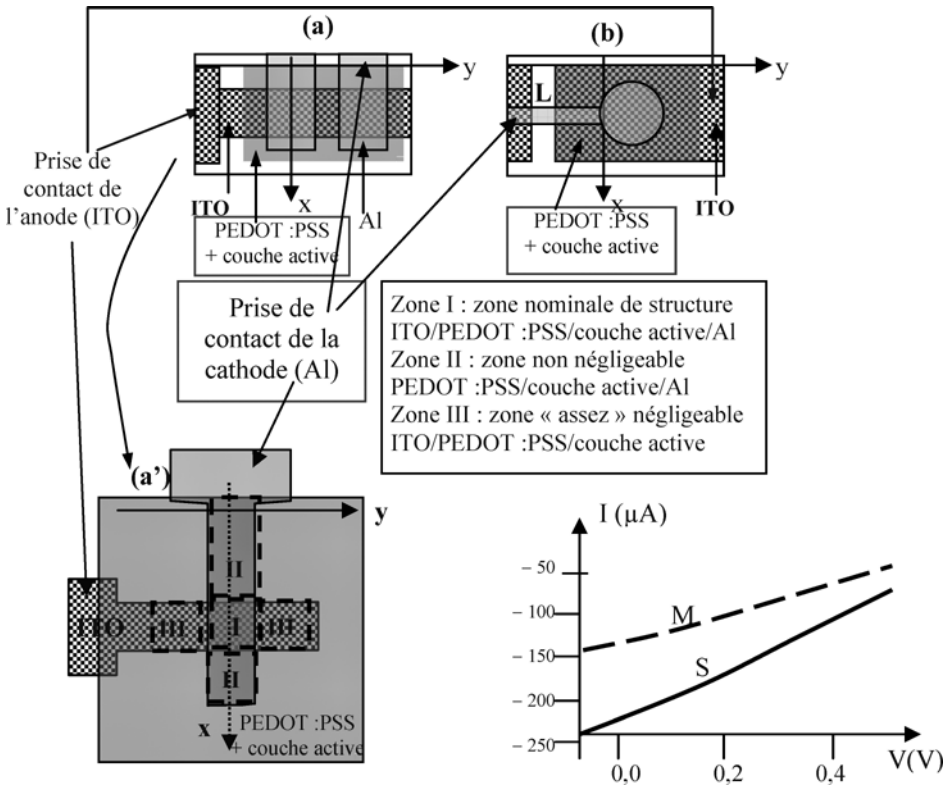 (a)
(b)
y
y
L
Prise de
contact de
l'anode (ITO)
ITO
x
Al
x
ITO
PEDOT :PSS
+ couche active
PEDOT :PSS
+ couche active
Prise de
contact de la
cathode (Al)
Zone I : zone nominale de structure
ITO/PEDOT :PSS/couche active/Al
Zone II : zone non négligeable
PEDOT :PSS/couche active/Al
Zone III : zone « assez » négligeable
ITO/PEDOT :PSS/couche active
(a')
y
II
ITO
III
I
III
II
x
PEDOT :PSS
+ couche active
I (µA)
– 50
– 100
– 150
– 200
– 250
M
S
0,0
0,2
0,4
V(V)